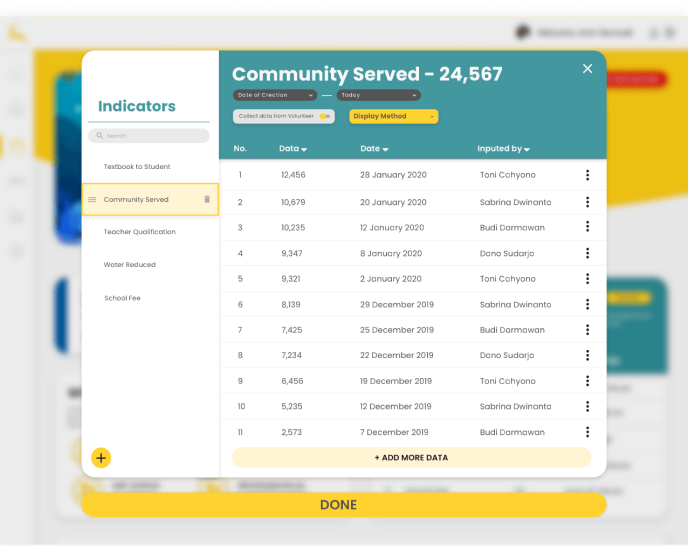 Community Served - 24,567
Date of Creation — Today
Collect data from Volunteer
Display Method
Indicators
Search
Textbook to Student
Community Served
Teacher Qualification
Water Reduced
School Fee
No. Data Date Inputed by
1 12,456 28 January 2020 Toni Cohyono
2 10,679 20 January 2020 Sabrina Dwinanto
3 10,235 12 January 2020 Budi Darmawan
4 9,347 8 January 2020 Dono Sudarjo
5 9,321 2 January 2020 Toni Cohyono
6 8,139 29 December 2019 Sabrina Dwinanto
7 7,425 25 December 2019 Budi Darmawan
8 7,234 22 December 2019 Dono Sudarjo
9 6,456 19 December 2019 Toni Cohyono
10 5,235 12 December 2019 Sabrina Dwinanto
11 2,573 7 December 2019 Budi Darmawan
+ ADD MORE DATA
DONE